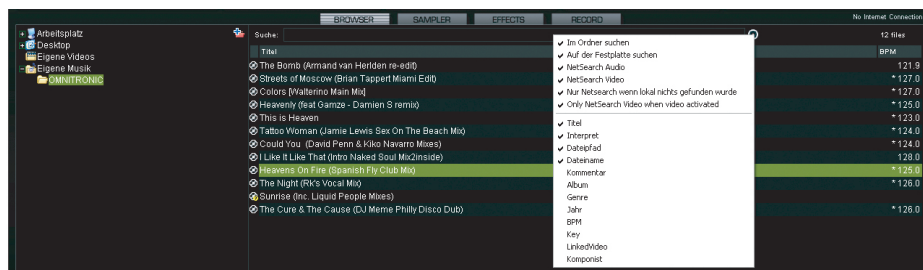 BROWSER SAMPLER EFFECTS RECORD
No Internet Connection
Arbeitsplatz
Desktop
Eigene Videos
Eigene Musik
OMNITRONIC
Suche:
12 files
Titel
BPM
The Bomb (Armand van Herlden re-edit) 121.9
Streets of Moscow (Brian Tappert Miami Edit) * 127.0
Colors [Walterino Main Mix] * 127.0
Heavenly (feat Gamze - Damien S remix) * 125.0
This is Heaven * 123.0
Tattoo Woman (Jamie Lewis Sex On The Beach Mix) * 124.0
Could You (David Penn & Kiko Navarro Mixes) * 124.0
I Like It Like That (Intro Naked Soul Mix2inside) 128.0
Heavens On Fire (Spanish Fly Club Mix) * 125.0
The Night (Rk's Vocal Mix) * 126.0
Sunrise (Inc. Liquid People Mixes)
The Cure & The Cause (DJ Meme Philly Disco Dub) * 126.0
Im Ordner suchen
Auf der Festplatte suchen
NetSearch Audio
NetSearch Video
Nur Netsearch wenn lokal nichts gefunden wurde
Only NetSearch Video when video activated
Titel
Interpret
Dateipfad
Dateiname
Kommentar
Album
Genre
Jahr
BPM
Key
LinkedVideo
Komponist